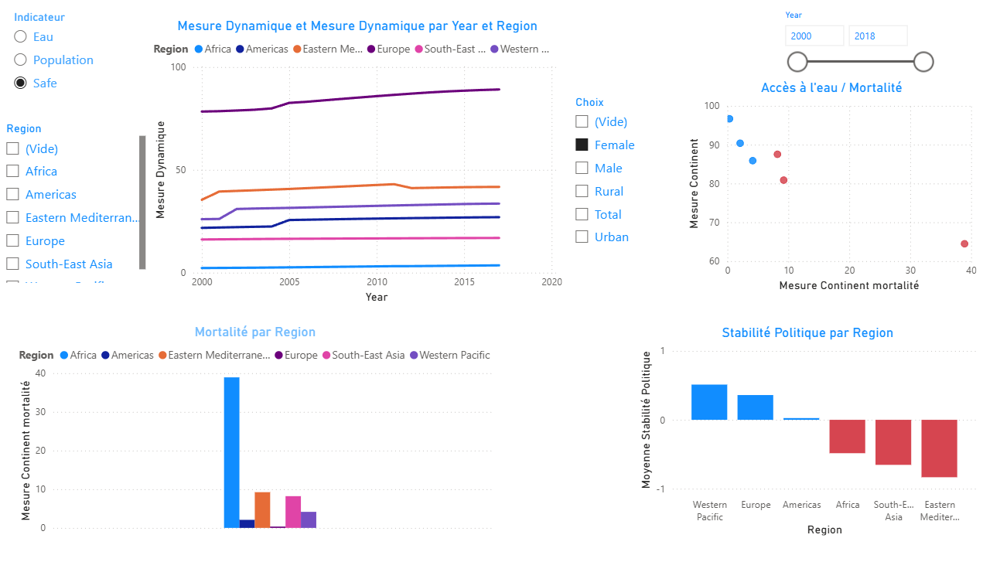 Indicateur
Eau
Population
Safe
Region
(Vide)
Africa
Americas
Eastern Mediterran...
Europe
South-East Asia
Mesure Dynamique et Mesure Dynamique par Year et Region
Region Africa Americas Eastern Me... Europe South-East ... Western ...
Mesure Dynamique
100
50
0
2000 2005 2010 2015 2020
Year
Choix
(Vide)
Female
Male
Rural
Total
Urban
Year
2000 2018
Accès à l'eau / Mortalité
Mesure Continent
100
90
80
70
60
0 10 20 30 40
Mesure Continent mortalité
Mortalité par Region
Region Africa Americas Eastern Mediterrane... Europe South-East Asia Western Pacific
Mesure Continent mortalité
40
30
20
10
0
Stabilité Politique par Region
Moyenne Stabilité Politique
1
0
-1
Western Pacific Europe Americas Africa South-E... Asia Eastern Mediter...
Region